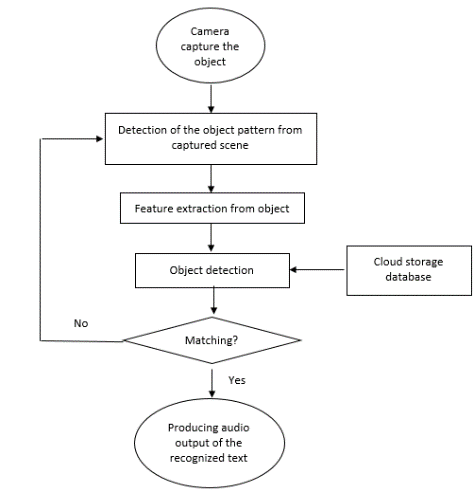 Camera
capture the
object
Detection of the object pattern from
captured scene
Feature extraction from object
Object detection
Cloud storage
database
No
Matching?
Yes
Producing audio
output of the
recognized text